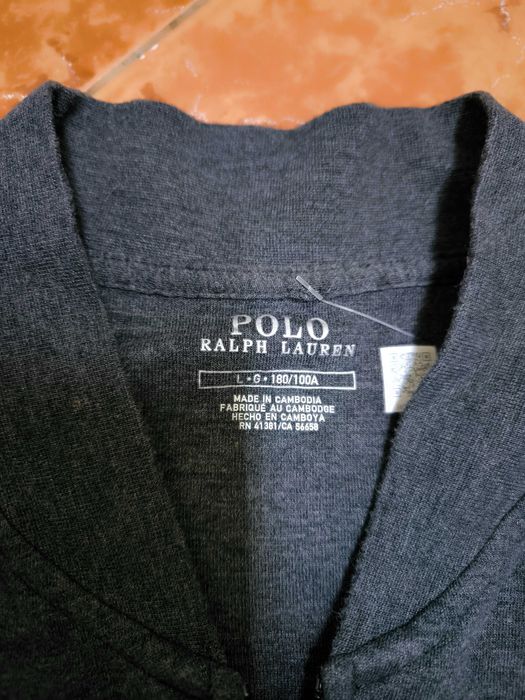 POLO
RALPH LAUREN
L • G • 180/100A
MADE IN CAMBODIA
FABRIQUÉ AU CAMBODGE
HECHO EN CAMBOYA
RN 41381/CA 56658